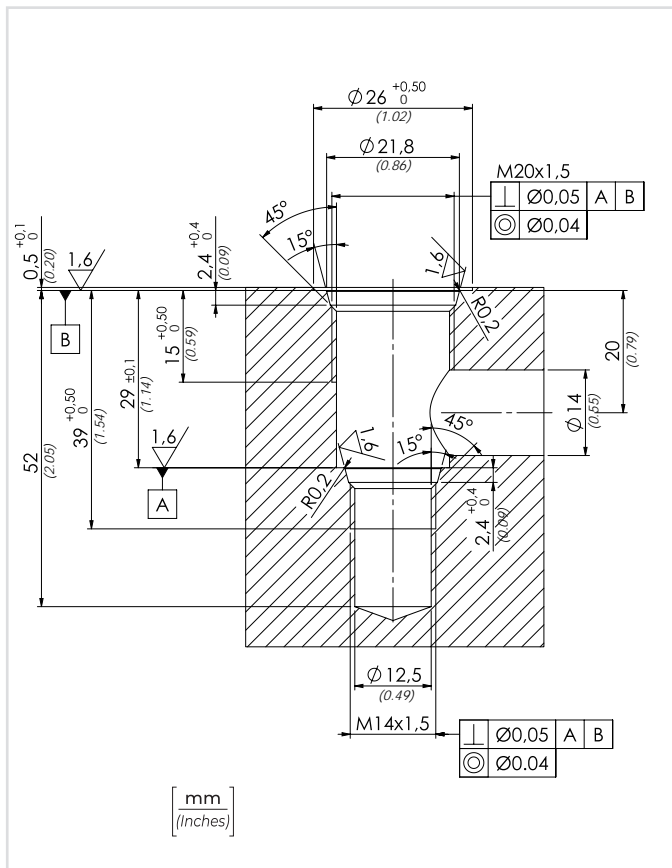 Ø26 +0,50 0
(1.02)
Ø21,8
(0.86)
M20x1,5
⊥ Ø0,05 A B
◎ Ø0,04
45°
15°
2,4 +0,4 0
(0.09)
0,5 +0,1 0
(0.20)
1,6
1,6
R0,2
B
15 +0,50 0
(0.59)
29 ±0,1
(1.14)
39 +0,50 0
(1.54)
52
(2.05)
20
(0.79)
Ø14
(0.55)
1,6
A
1,6
R0,2
15°
45°
2,4 +0,4 0
(0.09)
Ø12,5
(0.49)
M14x1,5
⊥ Ø0,05 A B
◎ Ø0.04
mm
(Inches)